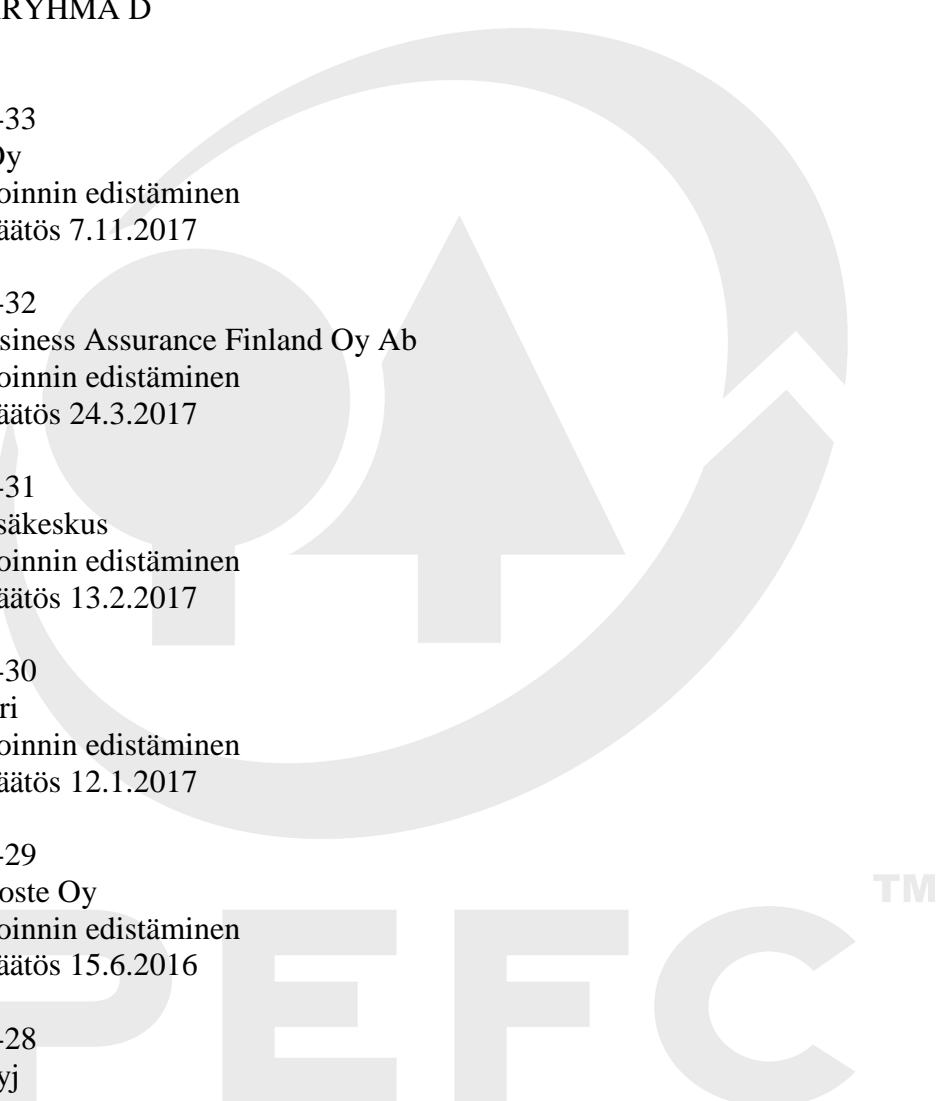 RYHMÄ D
-33
Oy
oinnin edistäminen
äätös 7.11.2017
-32
siness Assurance Finland Oy Ab
oinnin edistäminen
äätös 24.3.2017
-31
säkeskus
oinnin edistäminen
äätös 13.2.2017
-30
ri
oinnin edistäminen
äätös 12.1.2017
-29
oste Oy
oinnin edistäminen
äätös 15.6.2016
-28
yj
PEFC TM